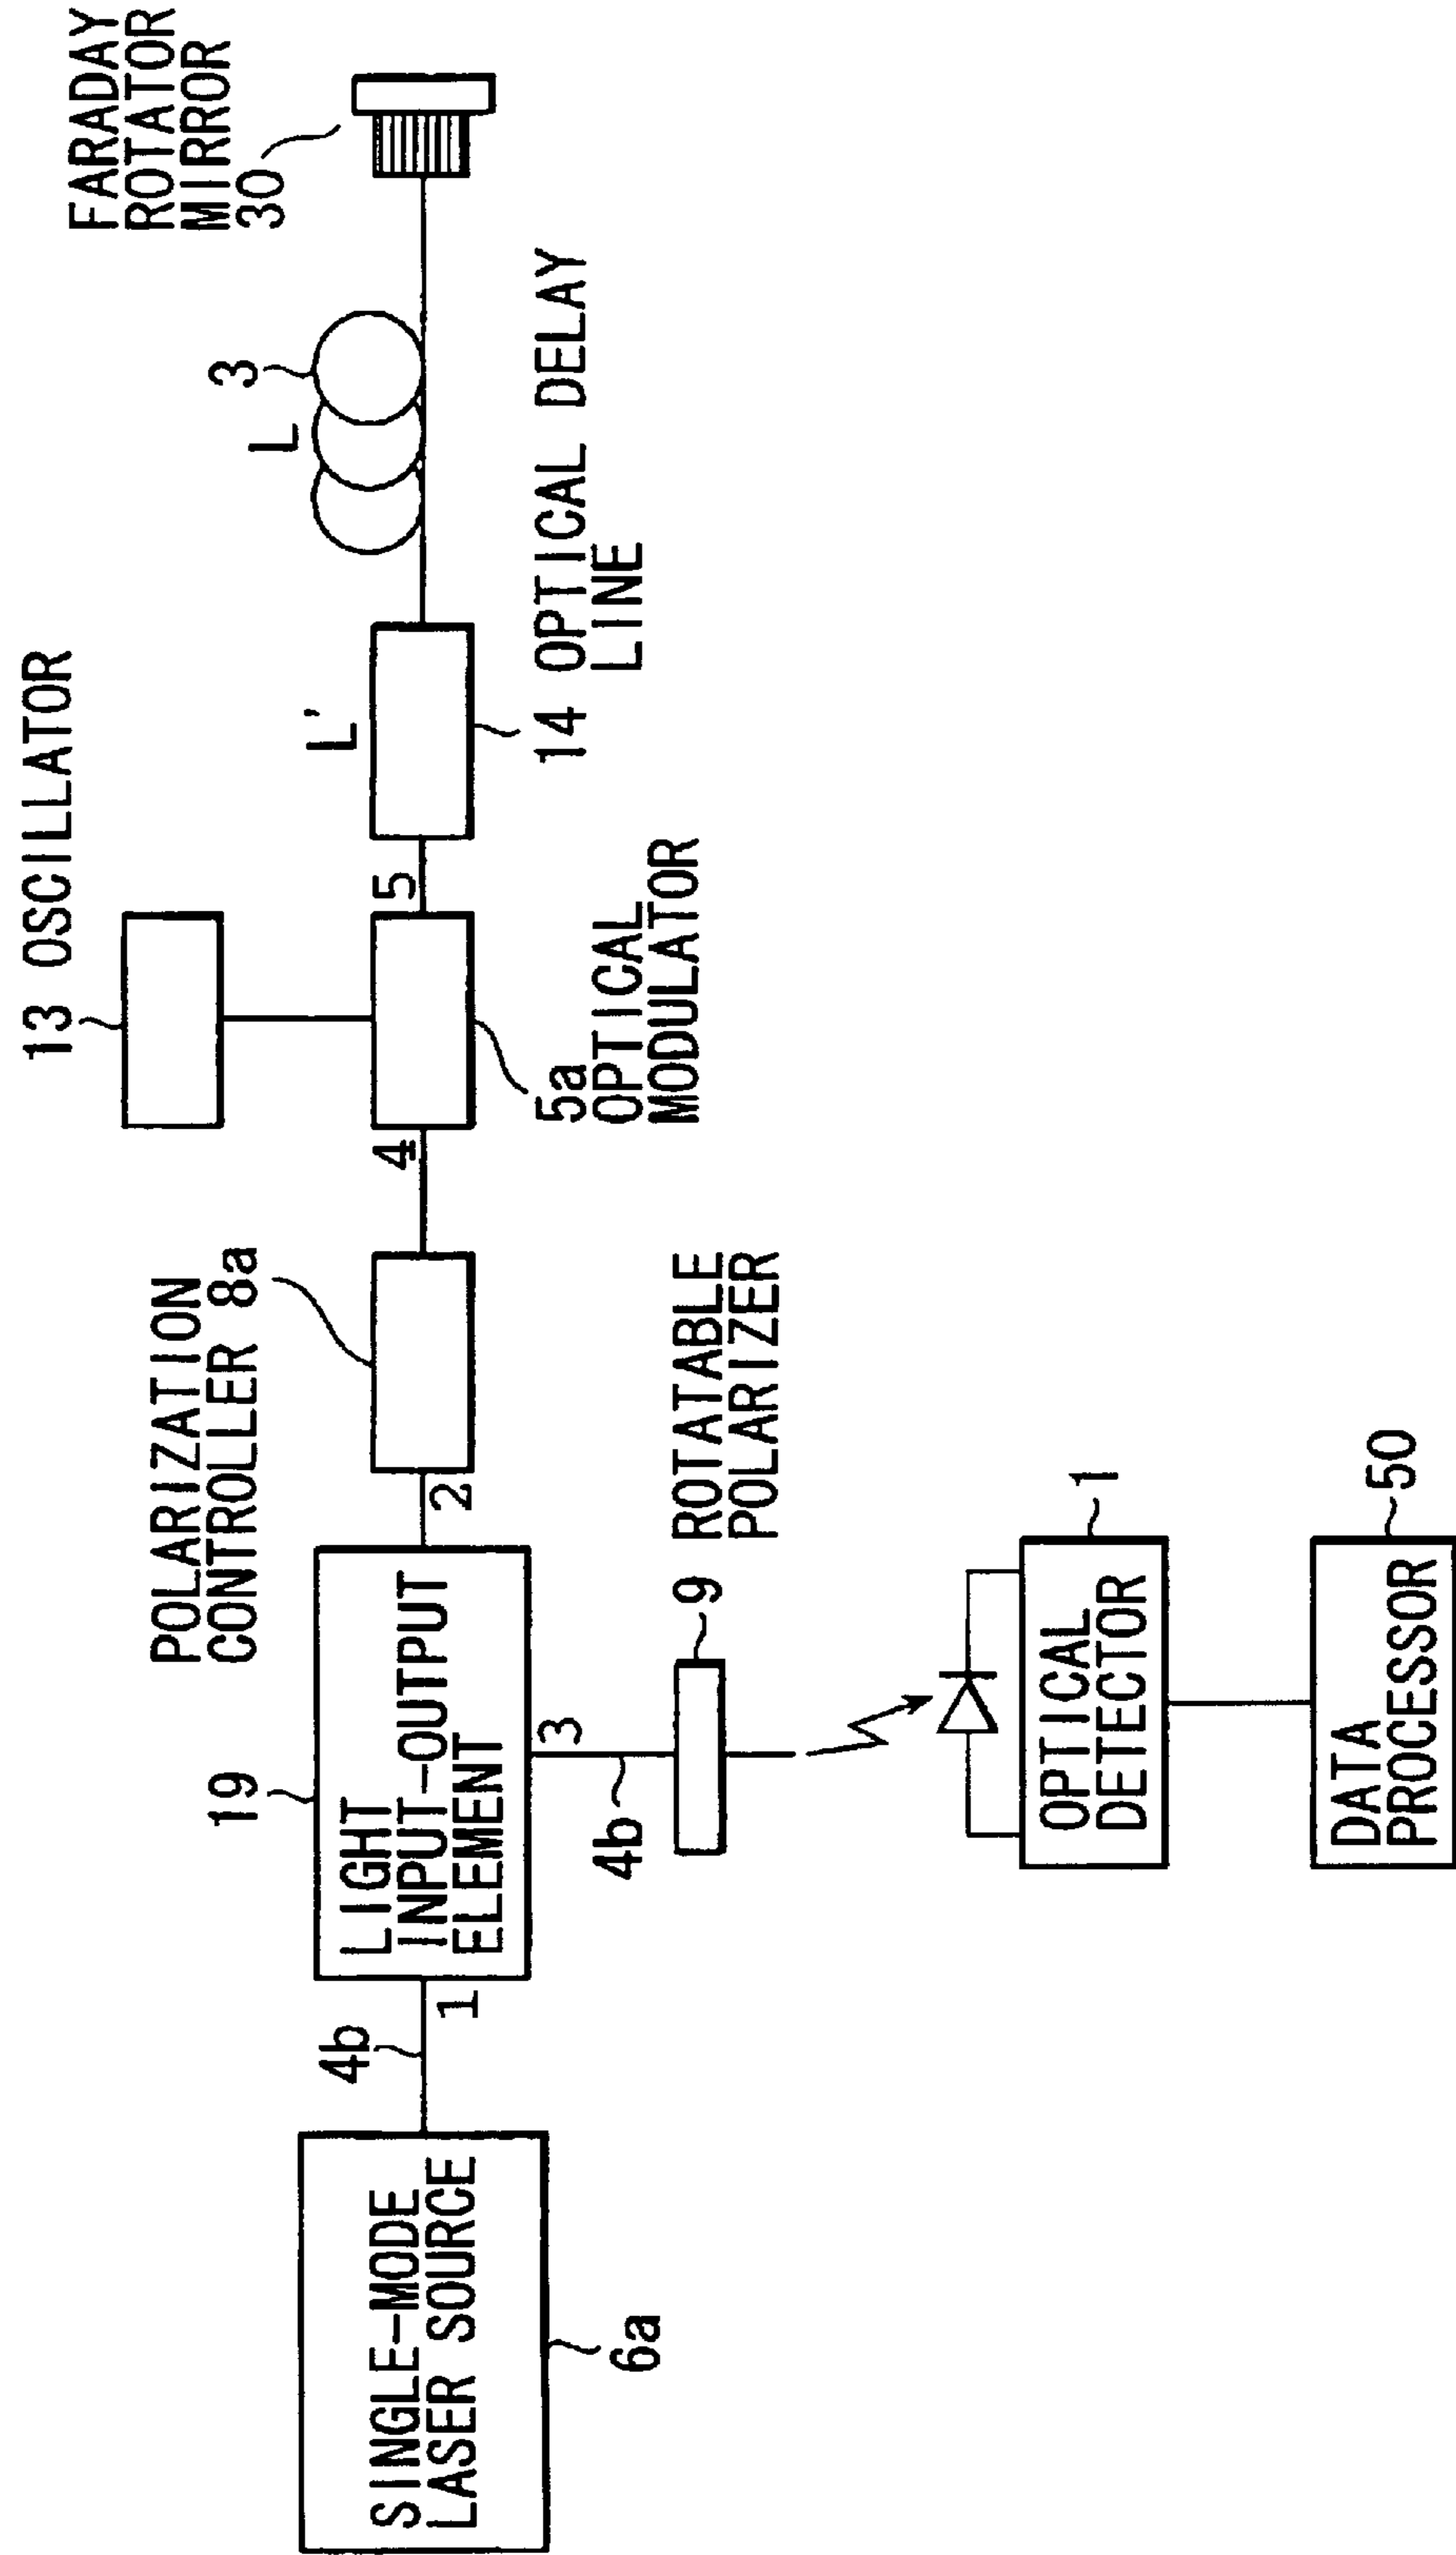 13 OSCILLATOR
FARADAY
ROTATOR
MIRROR
30
POLARIZATION
CONTROLLER 8a
L
3
L'
19
LIGHT
INPUT-OUTPUT
ELEMENT
SINGLE-MODE
LASER SOURCE
6a
4b
1
2
4
5
5a
OPTICAL
MODULATOR
14 OPTICAL DELAY
LINE
3
4b
9 ROTATABLE
POLARIZER
OPTICAL
DETECTOR
1
DATA
PROCESSOR
50